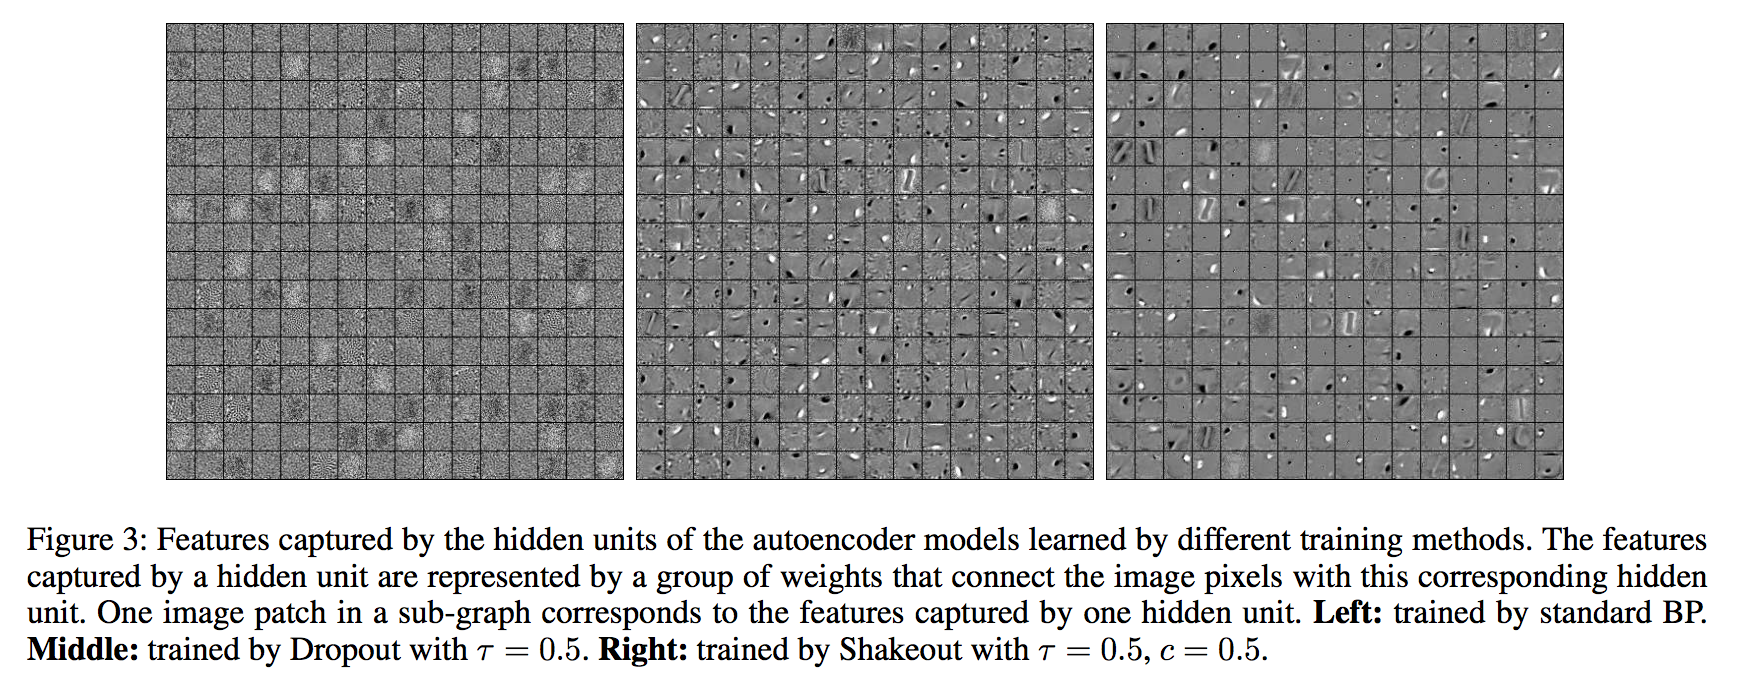 Figure 3: Features captured by the hidden units of the autoencoder models learned by different training methods. The features
captured by a hidden unit are represented by a group of weights that connect the image pixels with this corresponding hidden
unit. One image patch in a sub-graph corresponds to the features captured by one hidden unit. Left: trained by standard BP.
Middle: trained by Dropout with τ = 0.5. Right: trained by Shakeout with τ = 0.5, c = 0.5.